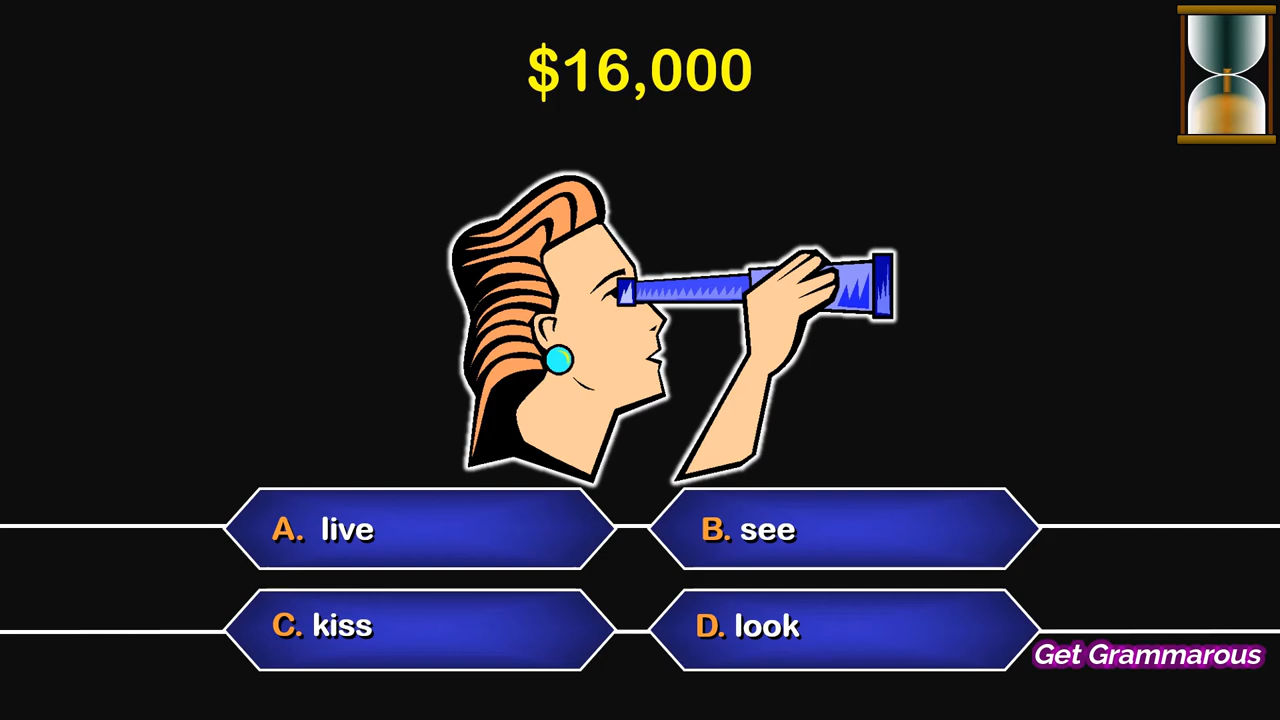 $16,000
A. live
B. see
C. kiss
D. look
Get Grammarous